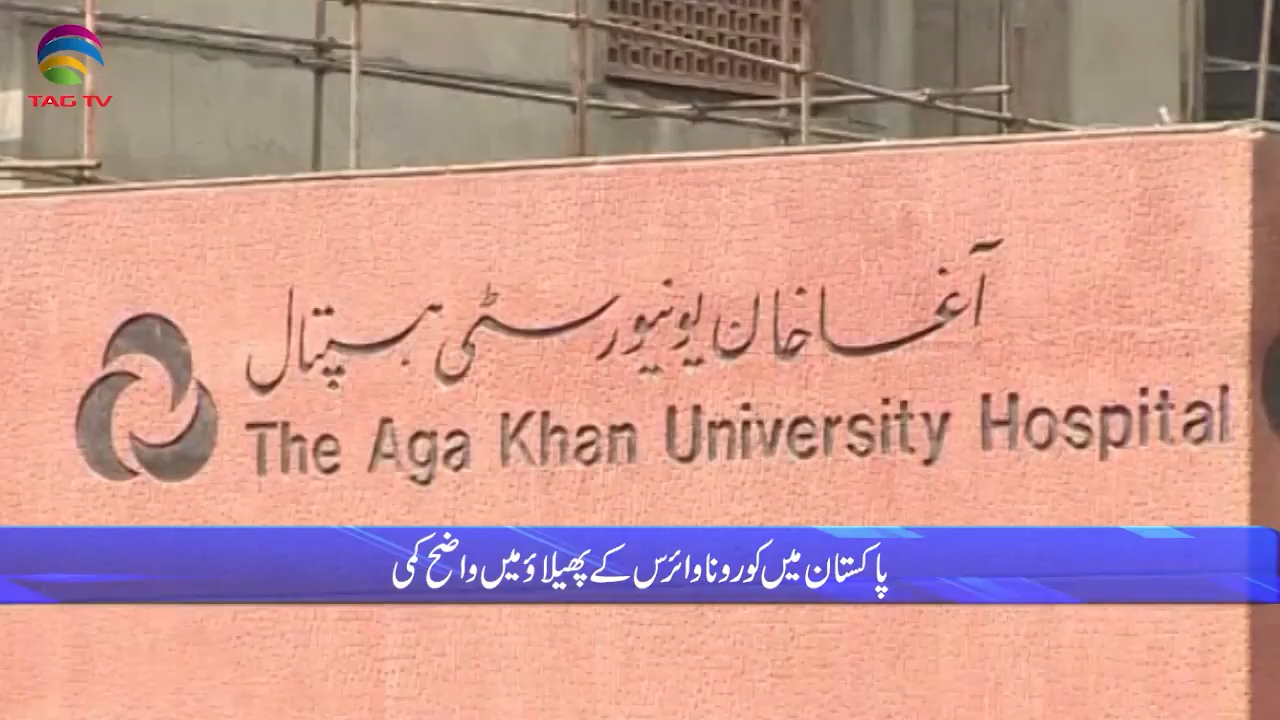 TAG TV
آغا خان یونیورسٹی ہسپتال
The Aga Khan University Hospital
پاکستان میں کورونا وائرس کے پھیلاؤ میں واضح کمی